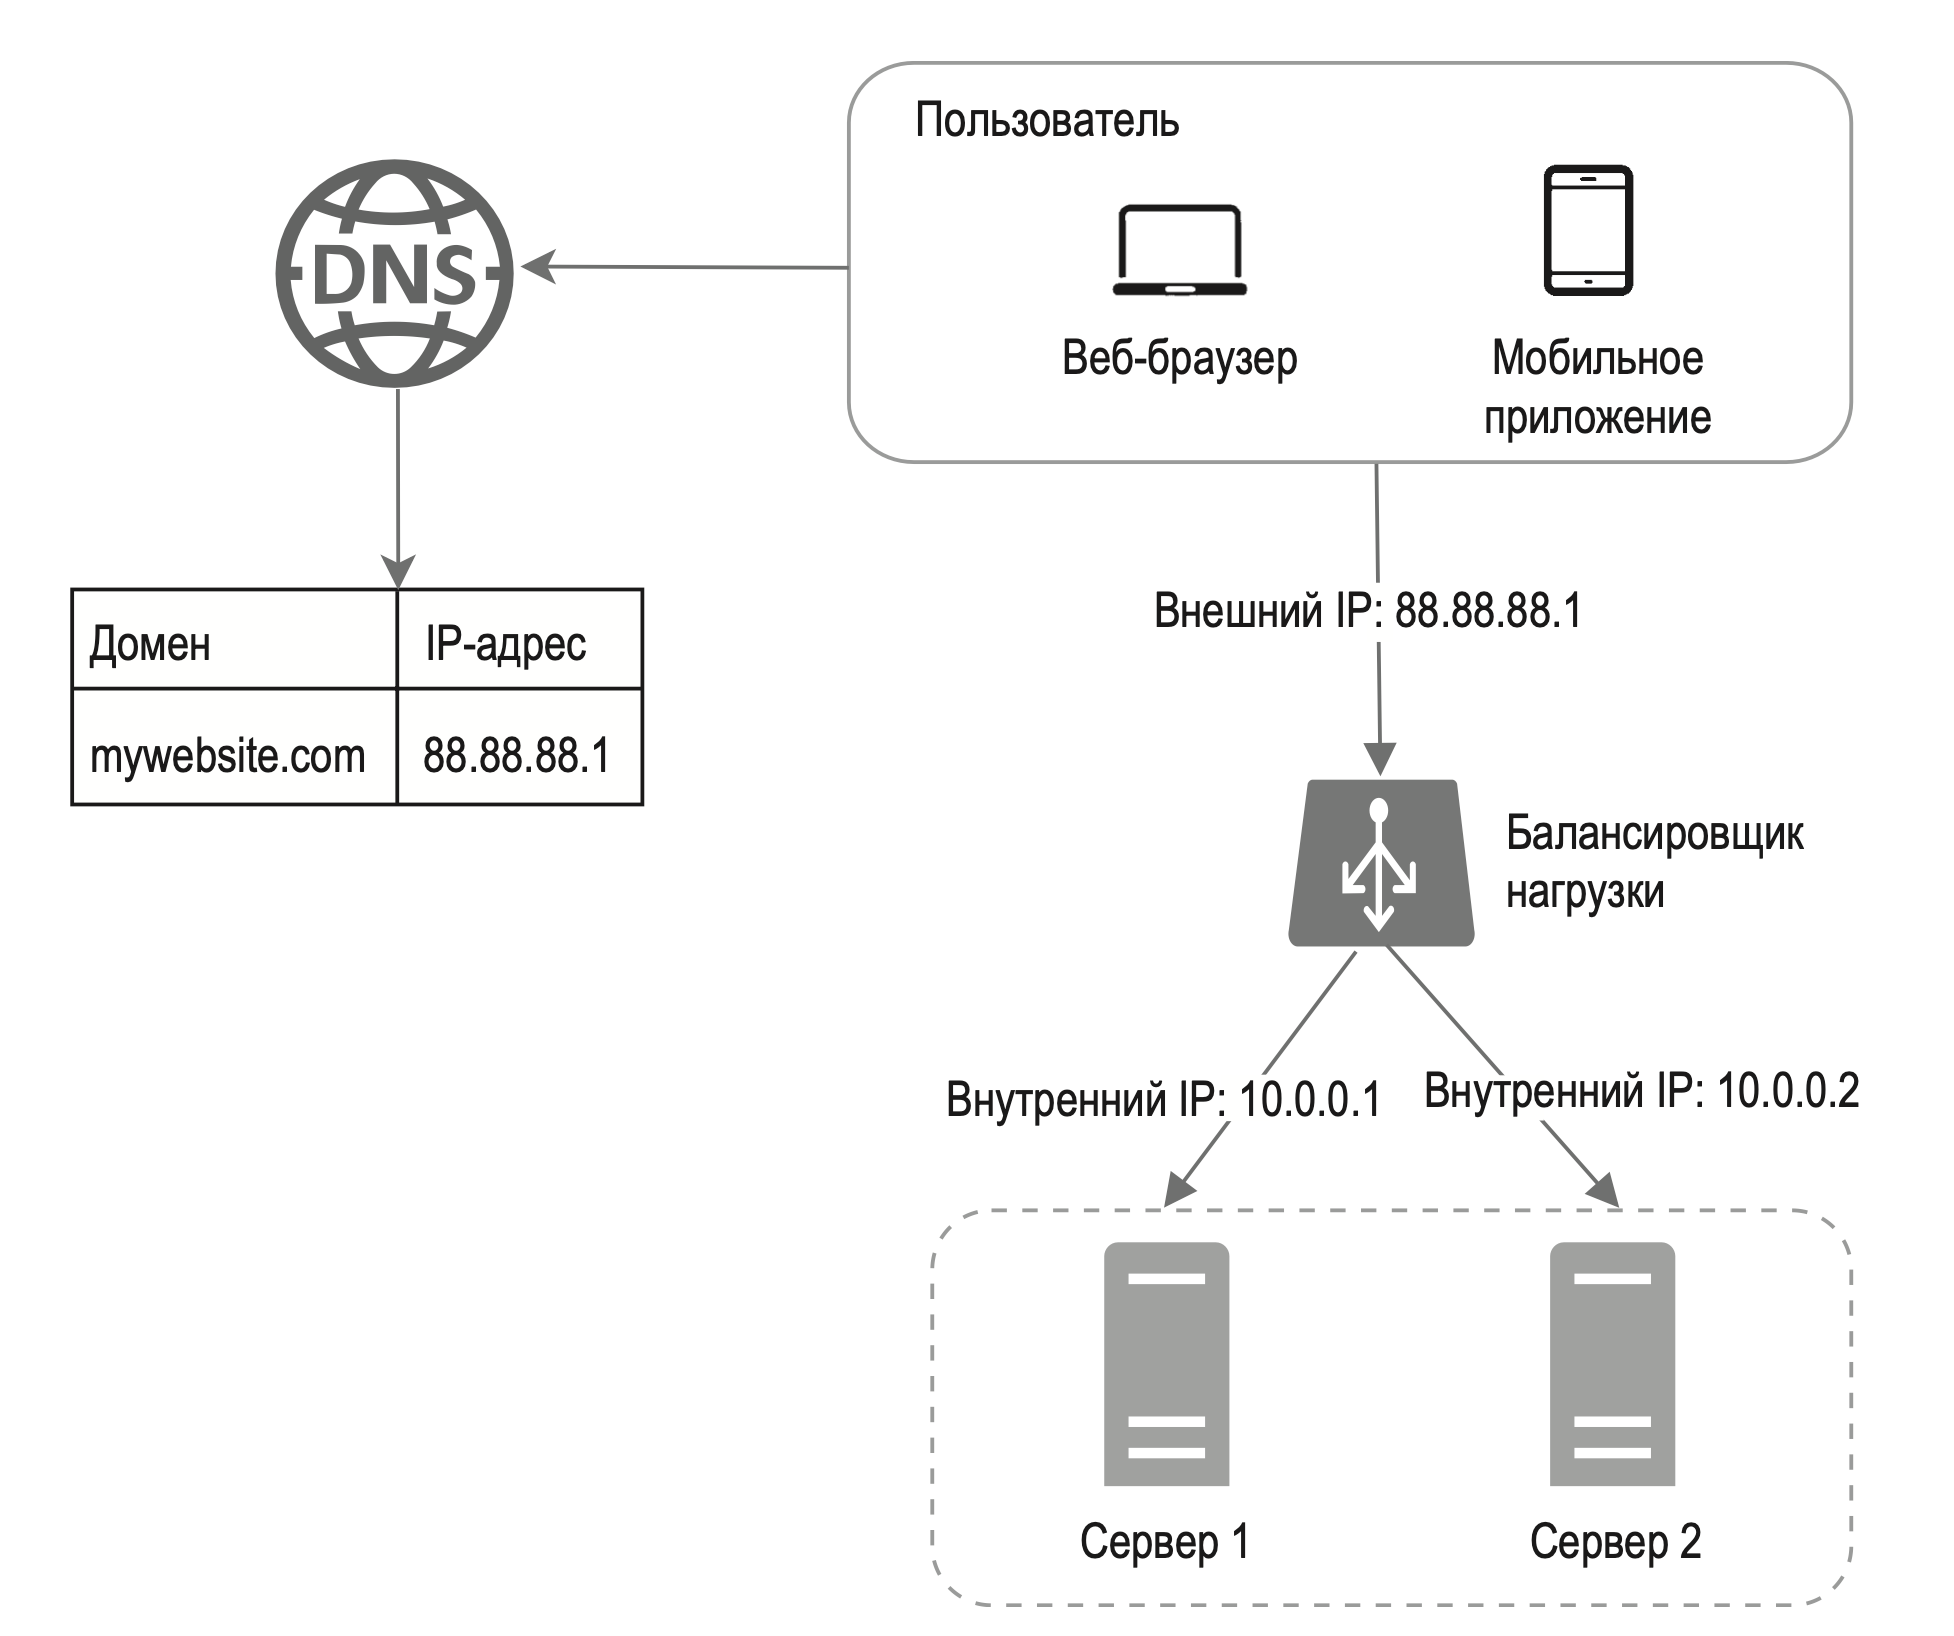 Пользователь
DNS
Веб-браузер
Мобильное
приложение
Домен
IP-адрес
mywebsite.com
88.88.88.1
Внешний IP: 88.88.88.1
Балансировщик
нагрузки
Внутренний IP: 10.0.0.1
Внутренний IP: 10.0.0.2
Сервер 1
Сервер 2